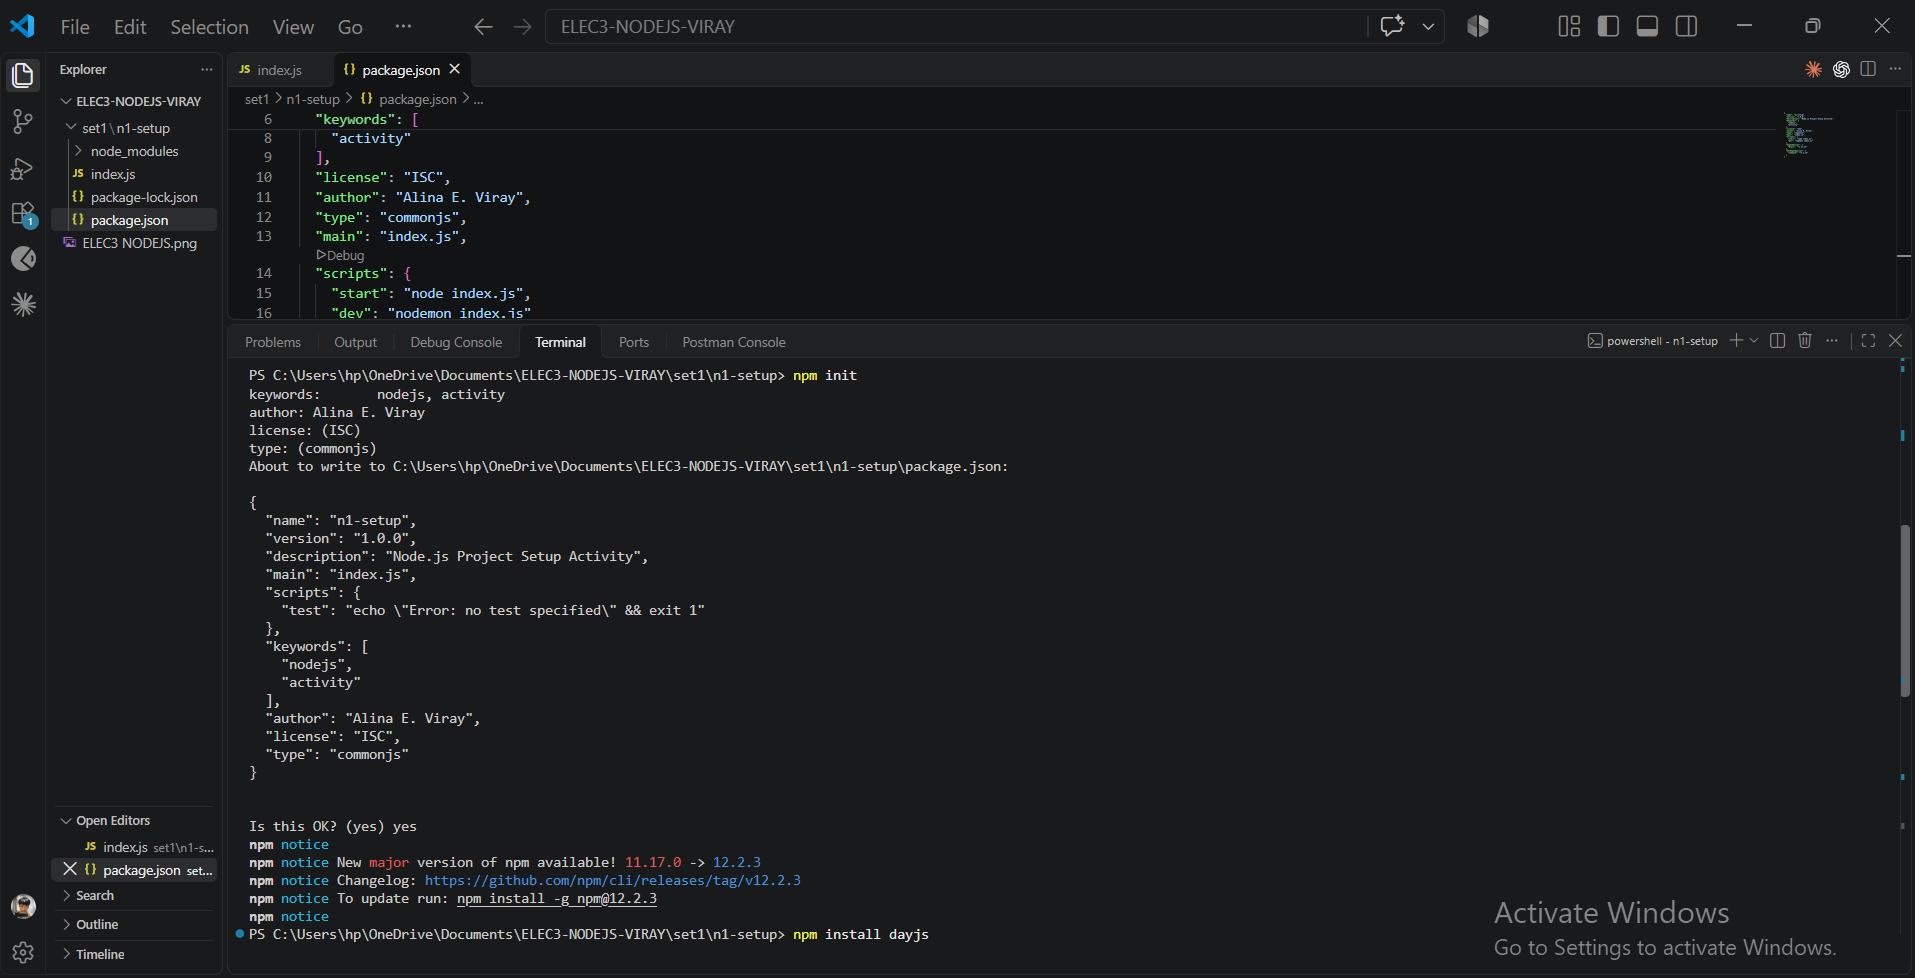 File Edit Selection View Go ···
ELEC3-NODEJS-VIRAY
Explorer
ELEC3-NODEJS-VIRAY
set1\n1-setup
node_modules
JS index.js
{} package-lock.json
{} package.json
ELEC3 NODEJS.png
1
Open Editors
JS index.js set1\n1-s...
{} package.json set...
Search
Outline
Timeline
JS index.js
{} package.json
set1 > n1-setup > {} package.json > ...
6 "keywords": [
8 "activity"
9 ],
10 "license": "ISC",
11 "author": "Alina E. Viray",
12 "type": "commonjs",
13 "main": "index.js",
Debug
14 "scripts": {
15 "start": "node index.js",
16 "dev": "nodemon index.js"
Problems Output Debug Console Terminal Ports Postman Console
powershell - n1-setup
PS C:\Users\hp\OneDrive\Documents\ELEC3-NODEJS-VIRAY\set1\n1-setup> npm init
keywords: nodejs, activity
author: Alina E. Viray
license: (ISC)
type: (commonjs)
About to write to C:\Users\hp\OneDrive\Documents\ELEC3-NODEJS-VIRAY\set1\n1-setup\package.json:
{
"name": "n1-setup",
"version": "1.0.0",
"description": "Node.js Project Setup Activity",
"main": "index.js",
"scripts": {
"test": "echo \"Error: no test specified\" && exit 1"
},
"keywords": [
"nodejs",
"activity"
],
"author": "Alina E. Viray",
"license": "ISC",
"type": "commonjs"
}
Is this OK? (yes) yes
npm notice
npm notice New major version of npm available! 11.17.0 -> 12.2.3
npm notice Changelog: https://github.com/npm/cli/releases/tag/v12.2.3
npm notice To update run: npm install -g npm@12.2.3
npm notice
PS C:\Users\hp\OneDrive\Documents\ELEC3-NODEJS-VIRAY\set1\n1-setup> npm install dayjs
Activate Windows
Go to Settings to activate Windows.